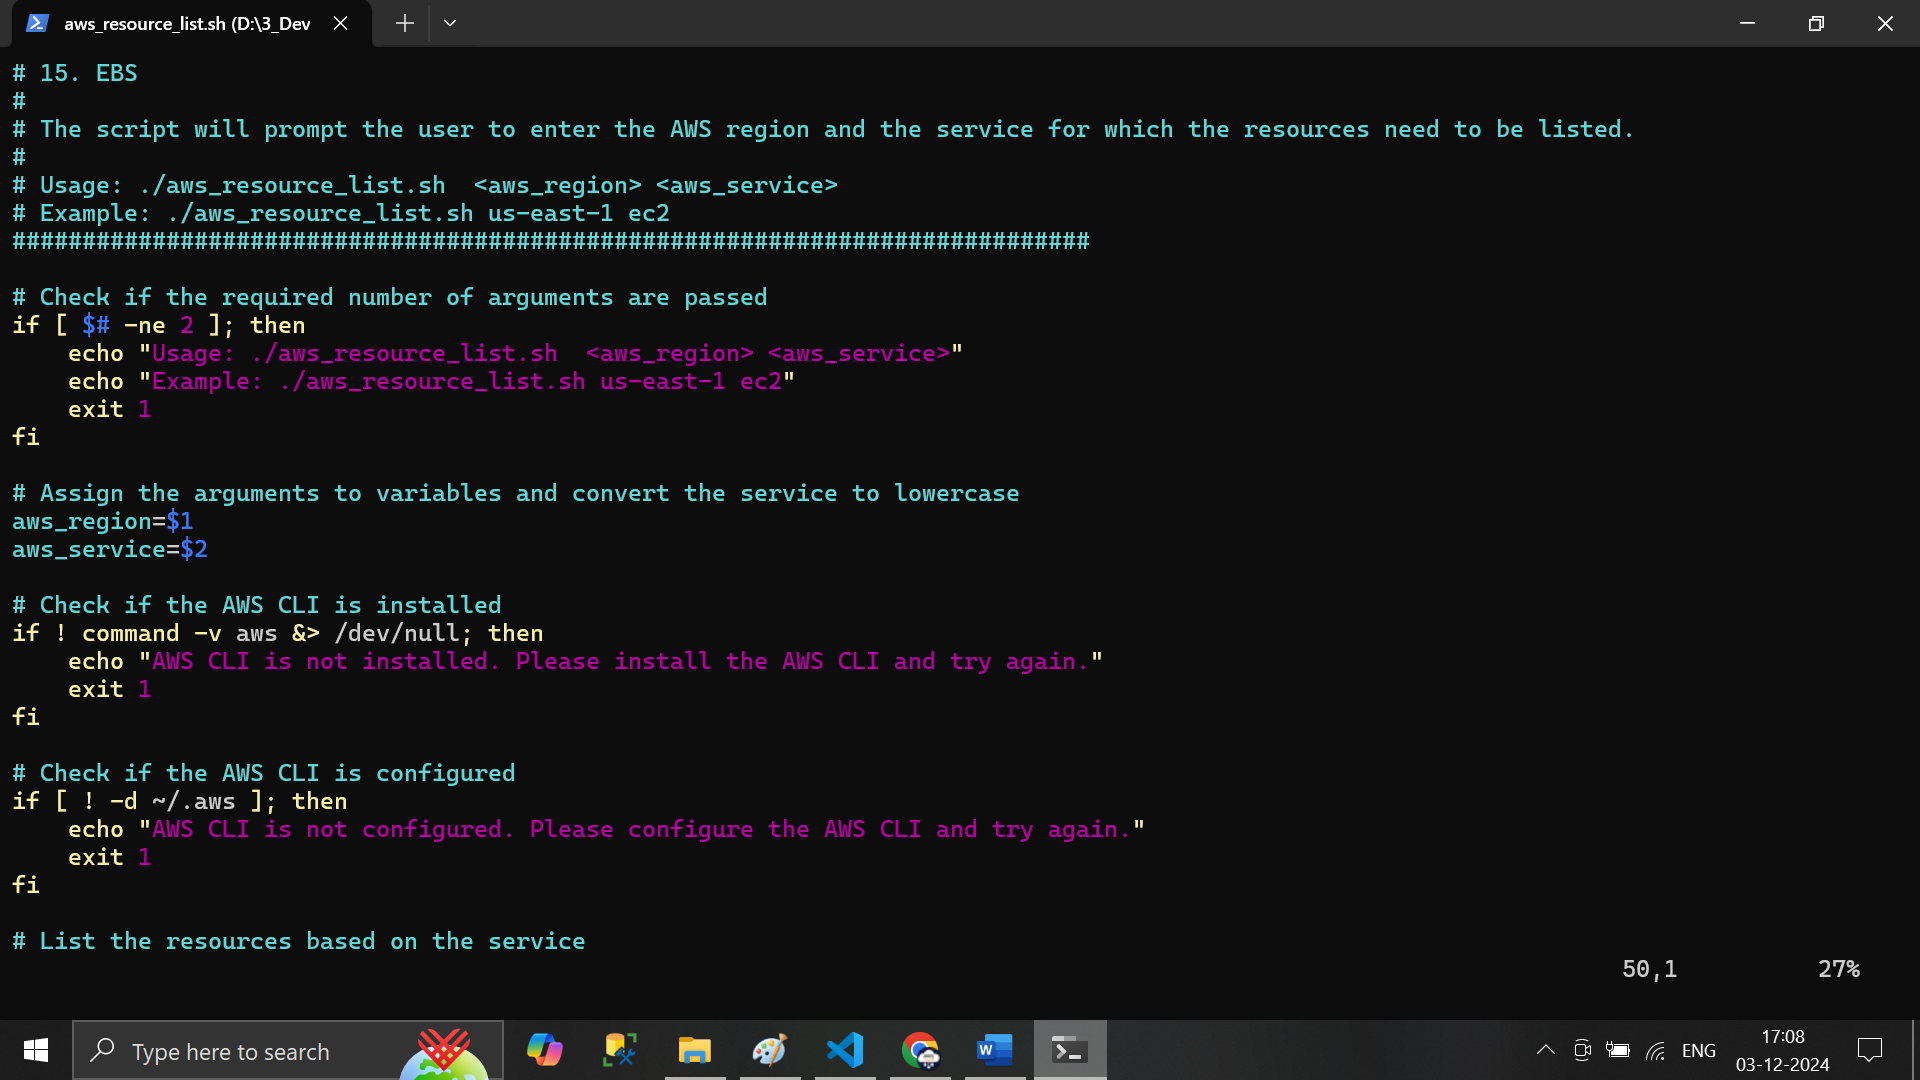 aws_resource_list.sh (D:\3_Dev
# 15. EBS
#
# The script will prompt the user to enter the AWS region and the service for which the resources need to be listed.
#
# Usage: ./aws_resource_list.sh  <aws_region> <aws_service>
# Example: ./aws_resource_list.sh us-east-1 ec2
#############################################################################
# Check if the required number of arguments are passed
if [ $# -ne 2 ]; then
    echo "Usage: ./aws_resource_list.sh  <aws_region> <aws_service>"
    echo "Example: ./aws_resource_list.sh us-east-1 ec2"
    exit 1
fi
# Assign the arguments to variables and convert the service to lowercase
aws_region=$1
aws_service=$2
# Check if the AWS CLI is installed
if ! command -v aws &> /dev/null; then
    echo "AWS CLI is not installed. Please install the AWS CLI and try again."
    exit 1
fi
# Check if the AWS CLI is configured
if [ ! -d ~/.aws ]; then
    echo "AWS CLI is not configured. Please configure the AWS CLI and try again."
    exit 1
fi
# List the resources based on the service
50,1 27%
Type here to search
ENG
17:08
03-12-2024